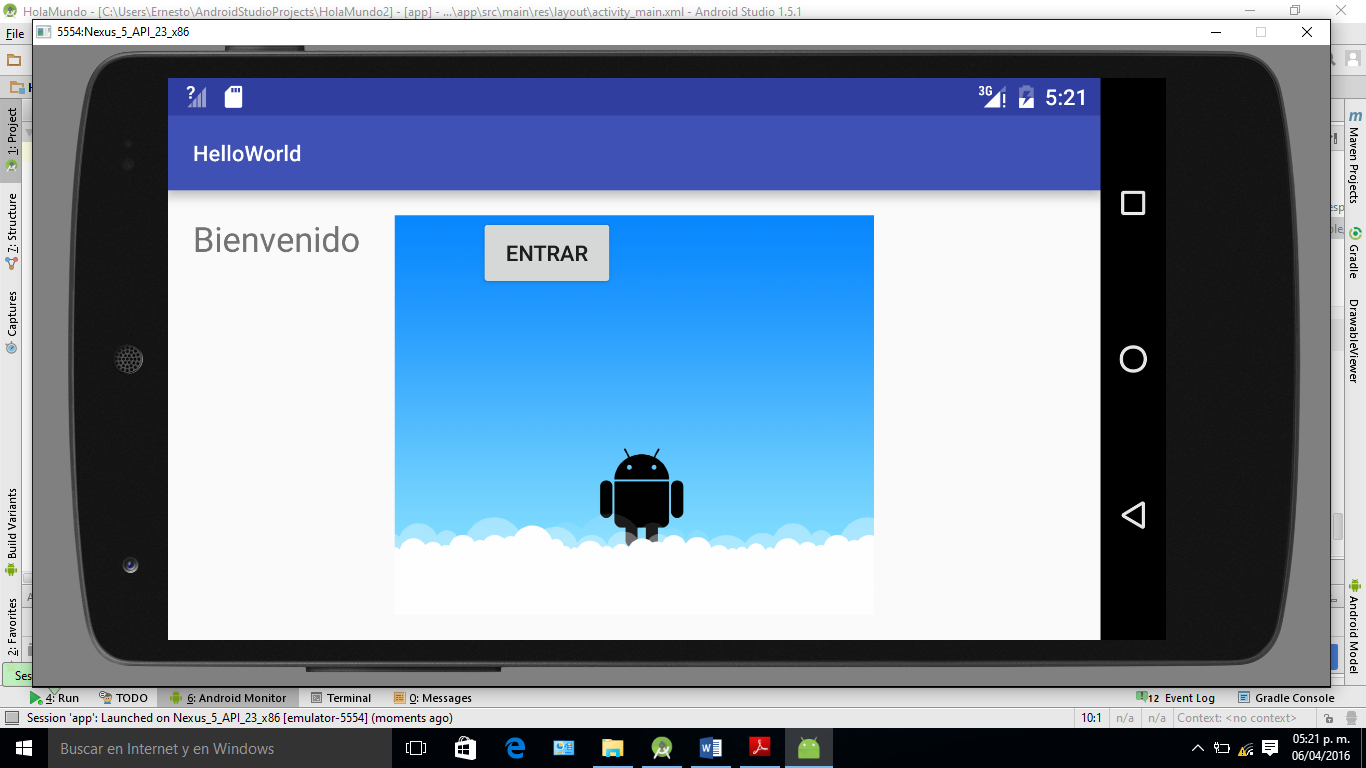 HolaMundo - [C:\Users\Ernesto\AndroidStudioProjects\HolaMundo2] - [app] - ...\app\src\main\res\layout\activity_main.xml - Android Studio 1.5.1
File
5554:Nexus_5_API_23_x86
3G 5:21
HelloWorld
Bienvenido
ENTRAR
1: Project
7: Structure
Captures
Build Variants
2: Favorites
Maven Projects
Gradle
DrawableViewer
Android Model
4: Run
TODO
6: Android Monitor
Terminal
0: Messages
12 Event Log
Gradle Console
Session 'app': Launched on Nexus_5_API_23_x86 [emulator-5554] (moments ago)
10:1 n/a n/a Context: <no context>
Buscar en Internet y en Windows
05:21 p. m.
06/04/2016